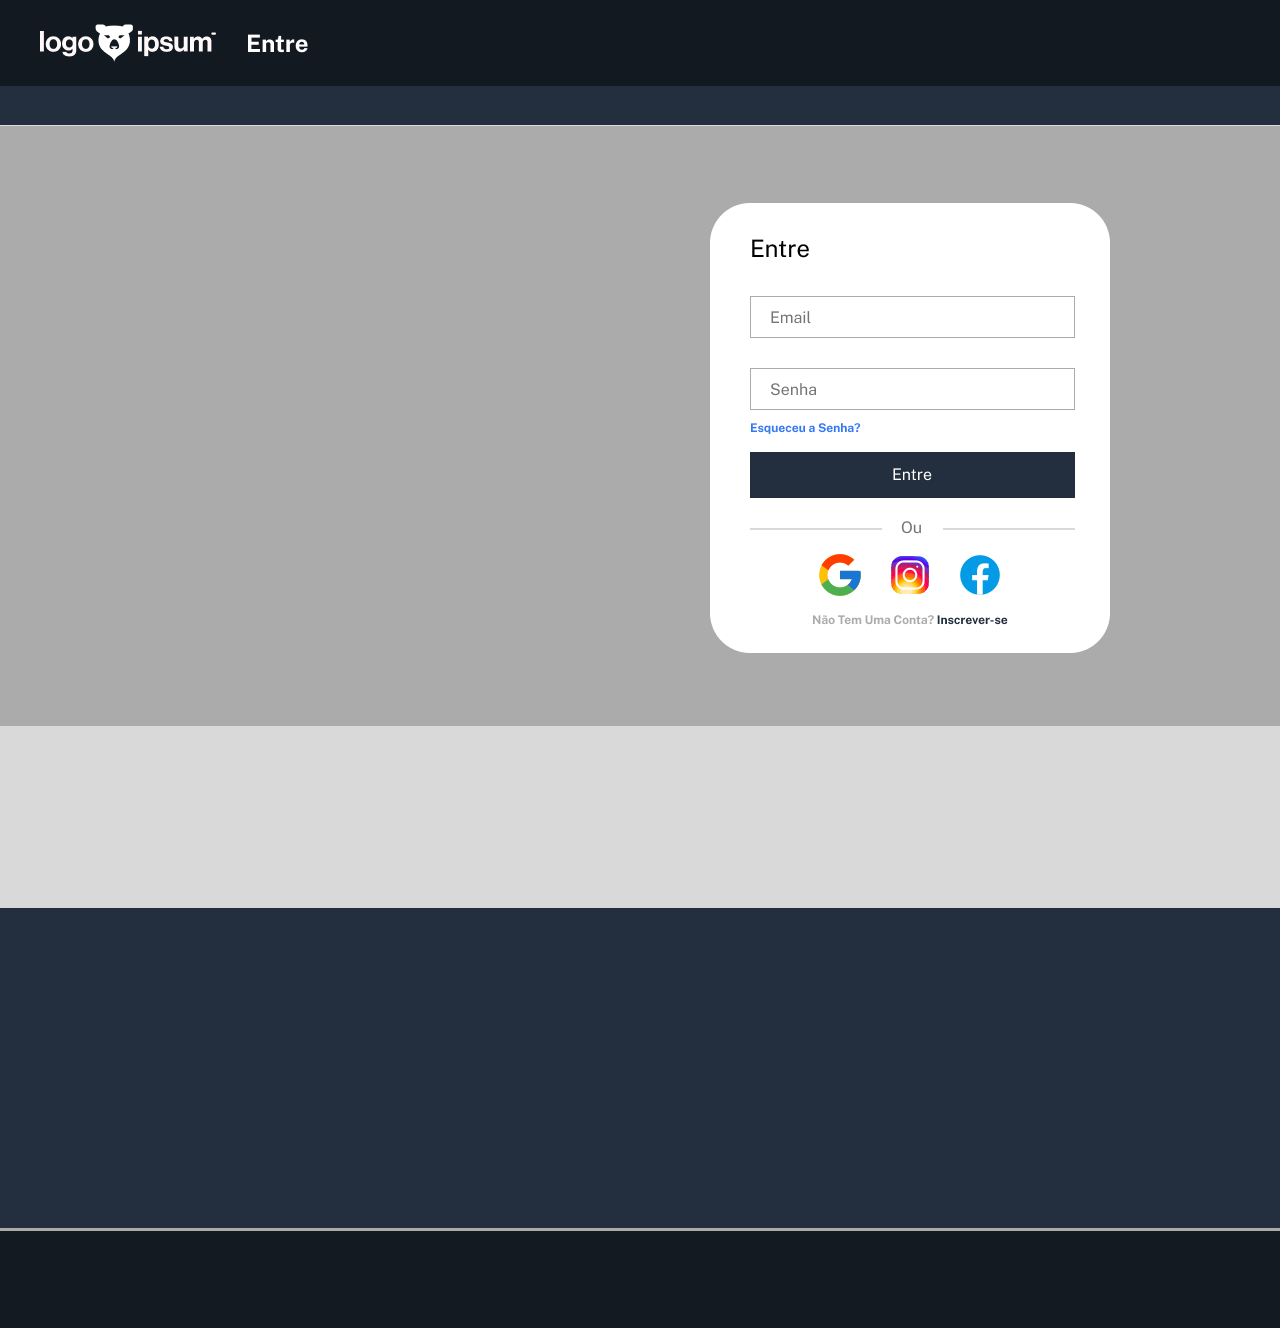 logo ipsum™ Entre
Entre
Email
Senha
Esqueceu a Senha?
Entre
Ou
Não Tem Uma Conta? Inscrever-se